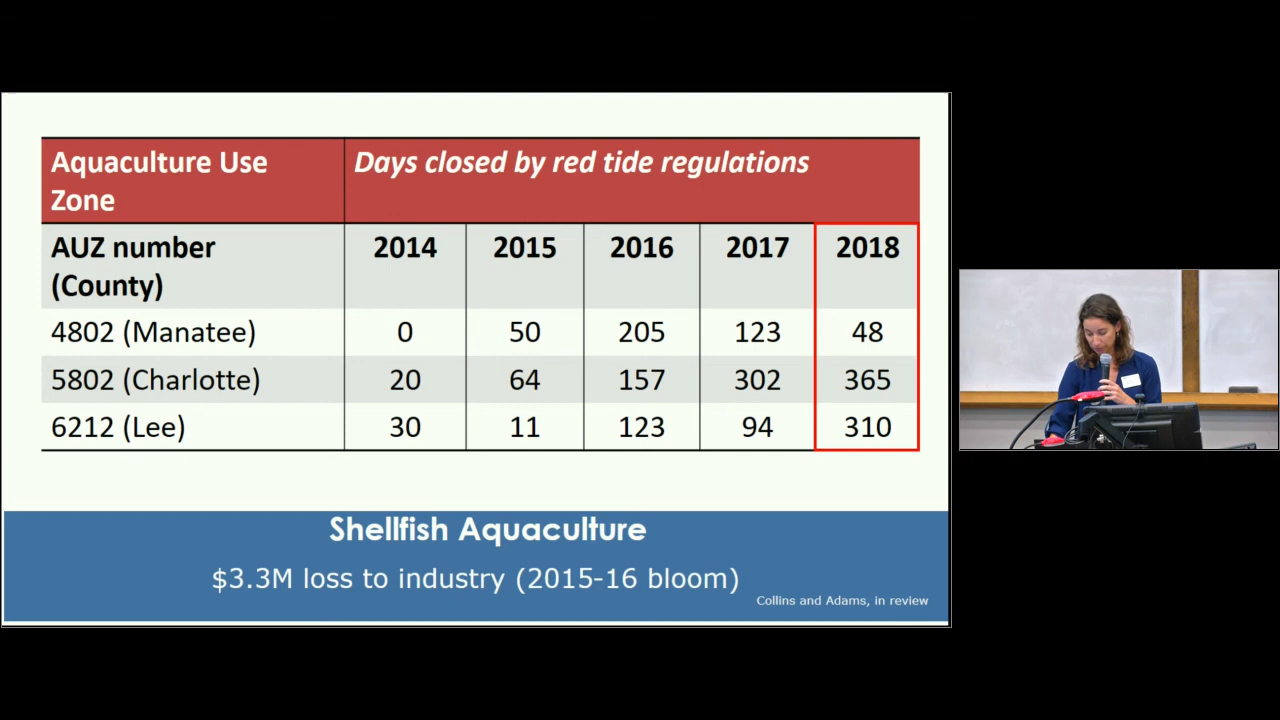 Aquaculture Use
Zone
Days closed by red tide regulations
AUZ number
(County)
2014 2015 2016 2017 2018
4802 (Manatee) 0 50 205 123 48
5802 (Charlotte) 20 64 157 302 365
6212 (Lee) 30 11 123 94 310
Shellfish Aquaculture
$3.3M loss to industry (2015-16 bloom)
Collins and Adams, in review